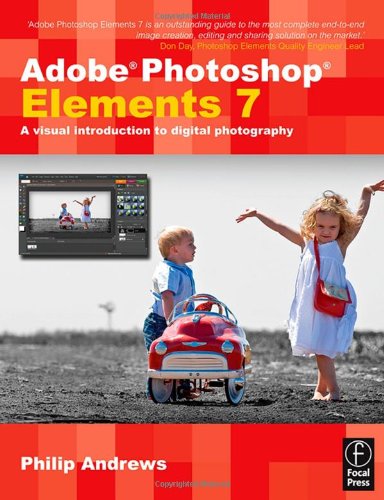 'Adobe Photoshop Elements 7 is an outstanding guide to the most complete end-to-end
image creation, editing and sharing solution on the market.'
Don Day, Photoshop Elements Quality Engineer Lead
Adobe® Photoshop®
Elements 7
A visual introduction to digital photography
Philip Andrews
Focal
Press
Copyrighted Material